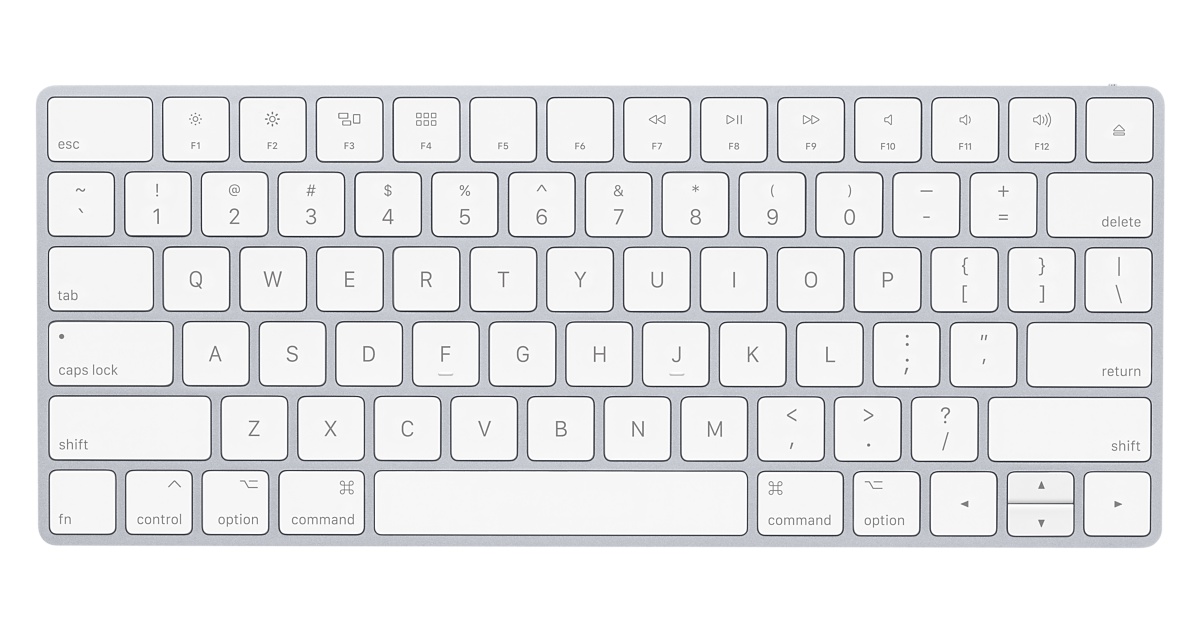 esc F1 F2 F3 F4 F5 F6 F7 F8 F9 F10 F11 F12
~ ! @ # $ % ^ & * ( ) — +
` 1 2 3 4 5 6 7 8 9 0 - = delete
tab Q W E R T Y U I O P { } |
[ ] \
caps lock A S D F G H J K L : "
; ' return
shift Z X C V B N M < > ?
, . / shift
fn control option command command option